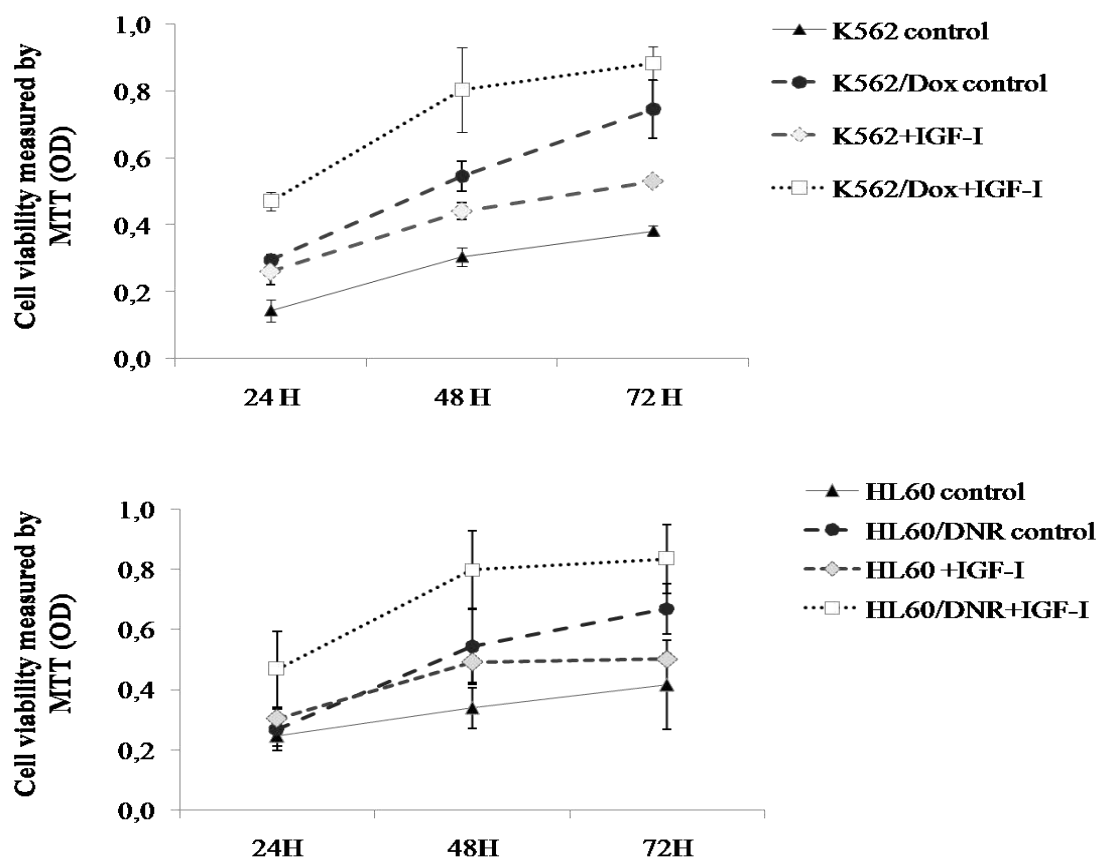 Cell viability measured by
MTT (OD)
1,0
0,8
0,6
0,4
0,2
0,0
24 H
48 H
72 H
K562 control
K562/Dox control
K562+IGF-I
K562/Dox+IGF-I
Cell viability measured by
MTT (OD)
1,0
0,8
0,6
0,4
0,2
0,0
24H
48H
72H
HL60 control
HL60/DNR control
HL60 +IGF-I
HL60/DNR+IGF-I